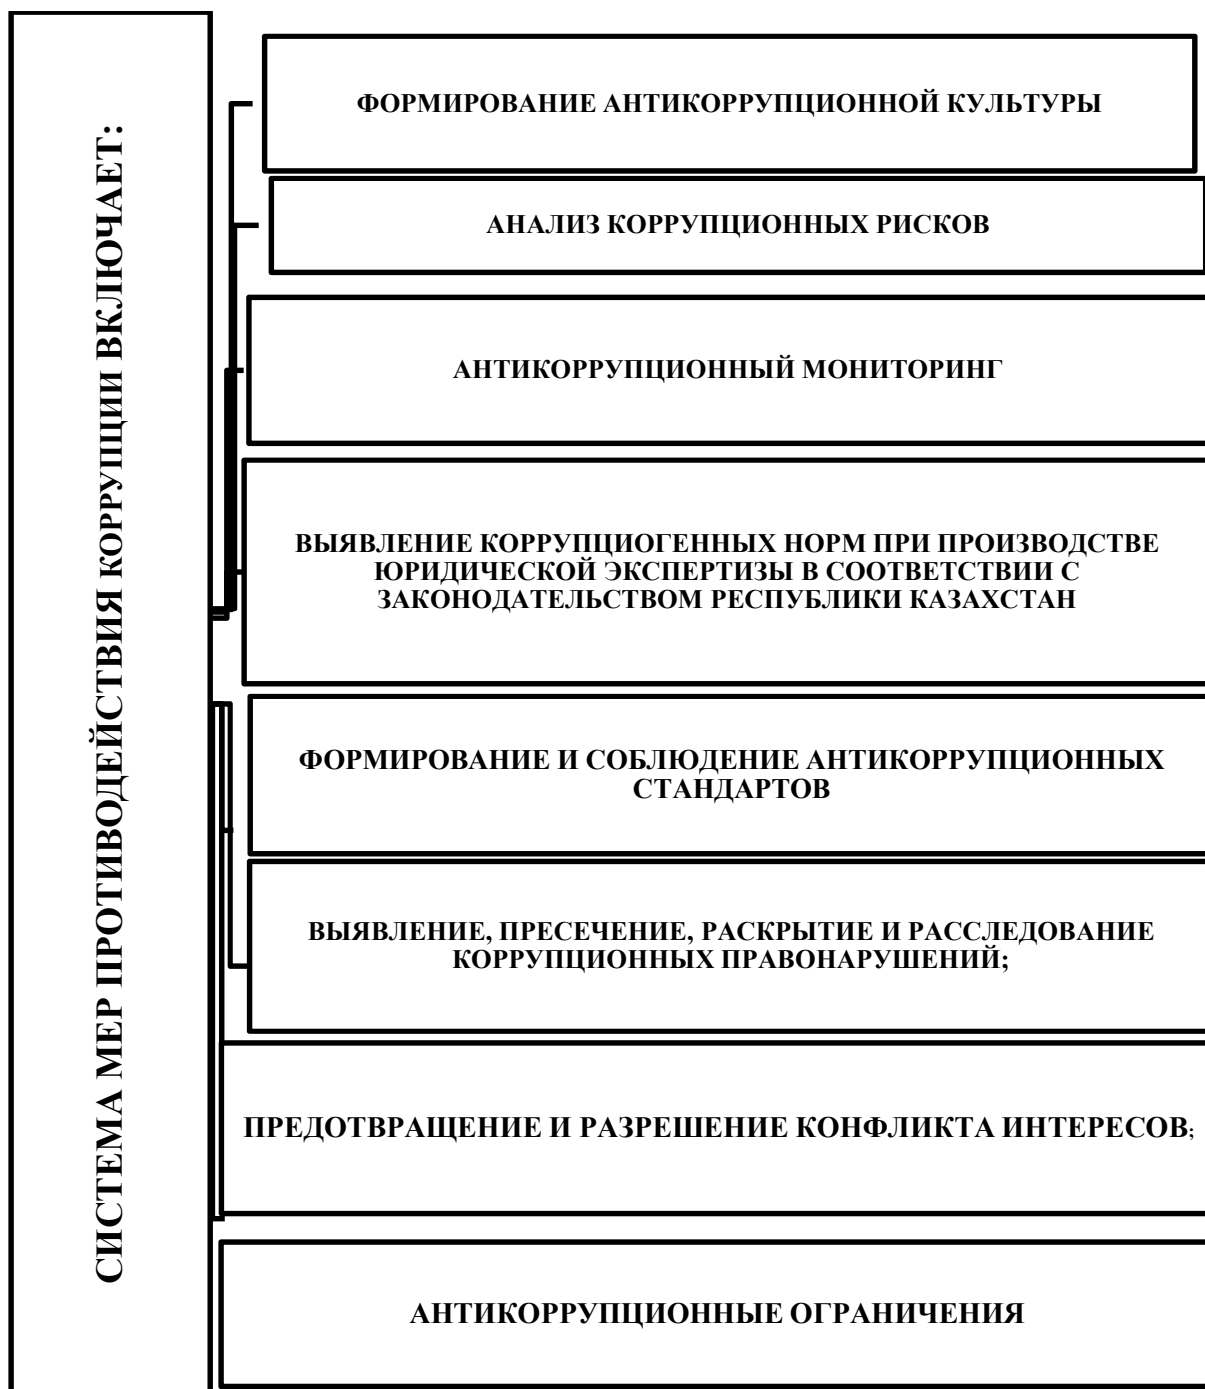 СИСТЕМА МЕР ПРОТИВОДЕЙСТВИЯ КОРРУПЦИИ ВКЛЮЧАЕТ:
ФОРМИРОВАНИЕ АНТИКОРРУПЦИОННОЙ КУЛЬТУРЫ
АНАЛИЗ КОРРУПЦИОННЫХ РИСКОВ
АНТИКОРРУПЦИОННЫЙ МОНИТОРИНГ
ВЫЯВЛЕНИЕ КОРРУПЦИОГЕННЫХ НОРМ ПРИ ПРОИЗВОДСТВЕ
ЮРИДИЧЕСКОЙ ЭКСПЕРТИЗЫ В СООТВЕТСТВИИ С
ЗАКОНОДАТЕЛЬСТВОМ РЕСПУБЛИКИ КАЗАХСТАН
ФОРМИРОВАНИЕ И СОБЛЮДЕНИЕ АНТИКОРРУПЦИОННЫХ
СТАНДАРТОВ
ВЫЯВЛЕНИЕ, ПРЕСЕЧЕНИЕ, РАСКРЫТИЕ И РАССЛЕДОВАНИЕ
КОРРУПЦИОННЫХ ПРАВОНАРУШЕНИЙ;
ПРЕДОТВРАЩЕНИЕ И РАЗРЕШЕНИЕ КОНФЛИКТА ИНТЕРЕСОВ;
АНТИКОРРУПЦИОННЫЕ ОГРАНИЧЕНИЯ